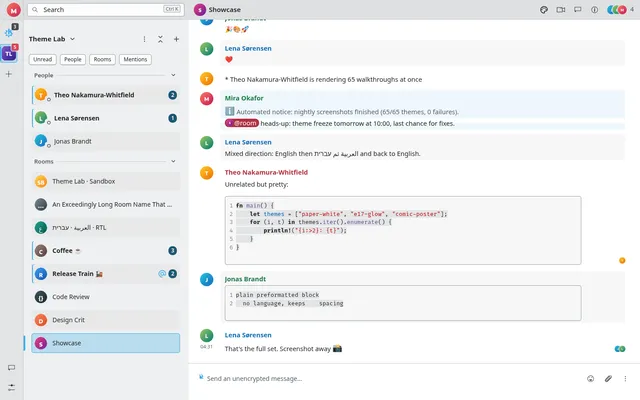 M
Search
Ctrl K
3
TL
5
Theme Lab
Unread
People
Rooms
Mentions
People
T
Theo Nakamura-Whitfield
2
L
Lena Sørensen
1
J
Jonas Brandt
Rooms
SB
Theme Lab · Sandbox
An Exceedingly Long Room Name That ...
العربية · עברית · RTL
C
Coffee ☕
3
R
Release Train 🚂
@
2
{}
Code Review
D
Design Crit
S
Showcase
S
Showcase
4
Jonas Brandt
🎉🎨🚀
L
Lena Sørensen
❤️
T
* Theo Nakamura-Whitfield is rendering 65 walkthroughs at once
M
Mira Okafor
ℹ️ Automated notice: nightly screenshots finished (65/65 themes, 0 failures).
@room heads-up: theme freeze tomorrow at 10:00, last chance for fixes.
L
Lena Sørensen
Mixed direction: English then العربية ثم עברית and back to English.
T
Theo Nakamura-Whitfield
Unrelated but pretty:
1 fn main() {
2     let themes = ["paper-white", "e17-glow", "comic-poster"];
3     for (i, t) in themes.iter().enumerate() {
4         println!("{i:>2}: {t}");
5     }
6 }
J
Jonas Brandt
1 plain preformatted block
2   no language, keeps    spacing
L
Lena Sørensen
04:31
That's the full set. Screenshot away 📸
Send an unencrypted message...